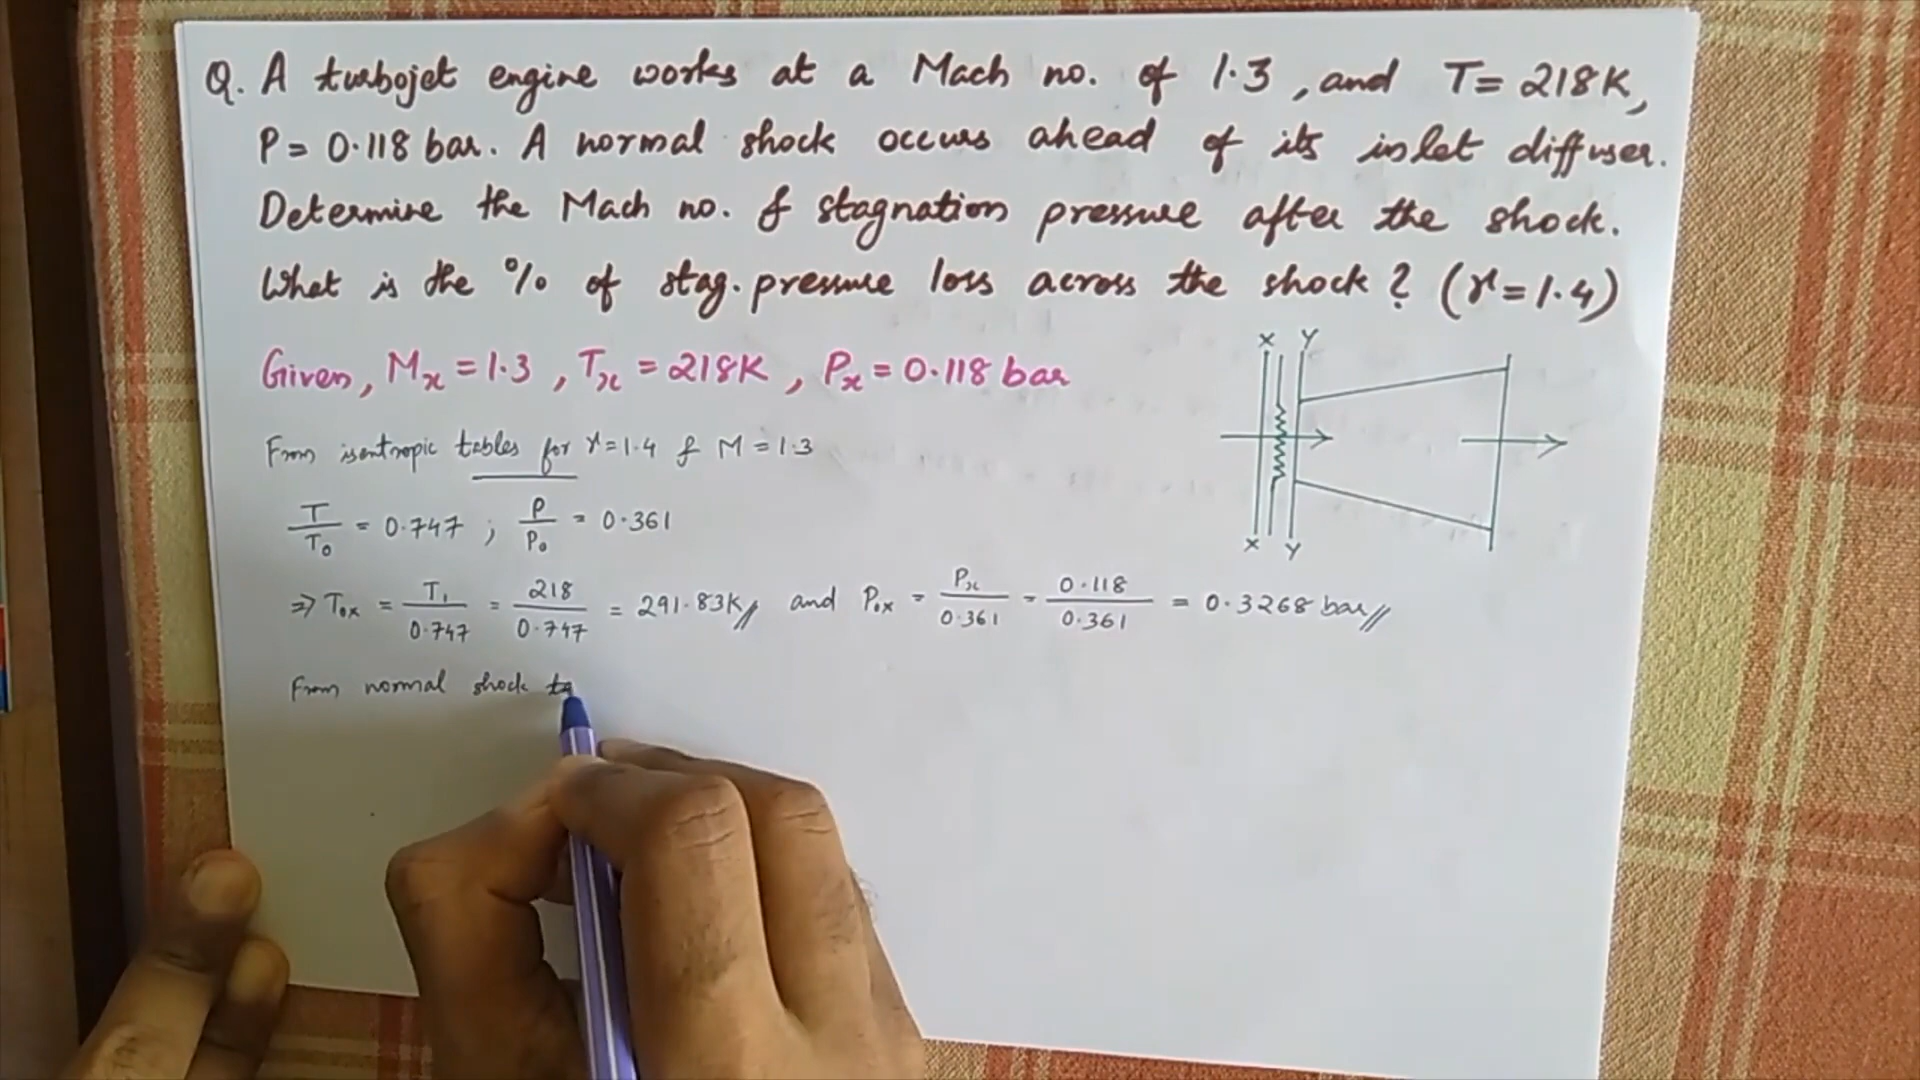 Q. A turbojet engine works at a Mach no. of 1.3, and T = 218K,
P = 0.118 bar. A normal shock occurs ahead of its inlet diffuser.
Determine the Mach no. & stagnation pressure after the shock.
What is the % of stag. pressure loss across the shock? (γ = 1.4)
Given, Mx = 1.3, Tx = 218K, Px = 0.118 bar
x y
From isentropic tables for γ = 1.4 & M = 1.3
T/T₀ = 0.747 ; P/P₀ = 0.361
x y
⇒ T₀x = T₁/0.747 = 218/0.747 = 291.83K// and P₀x = Px/0.361 = 0.118/0.361 = 0.3268 bar//
From normal shock ta